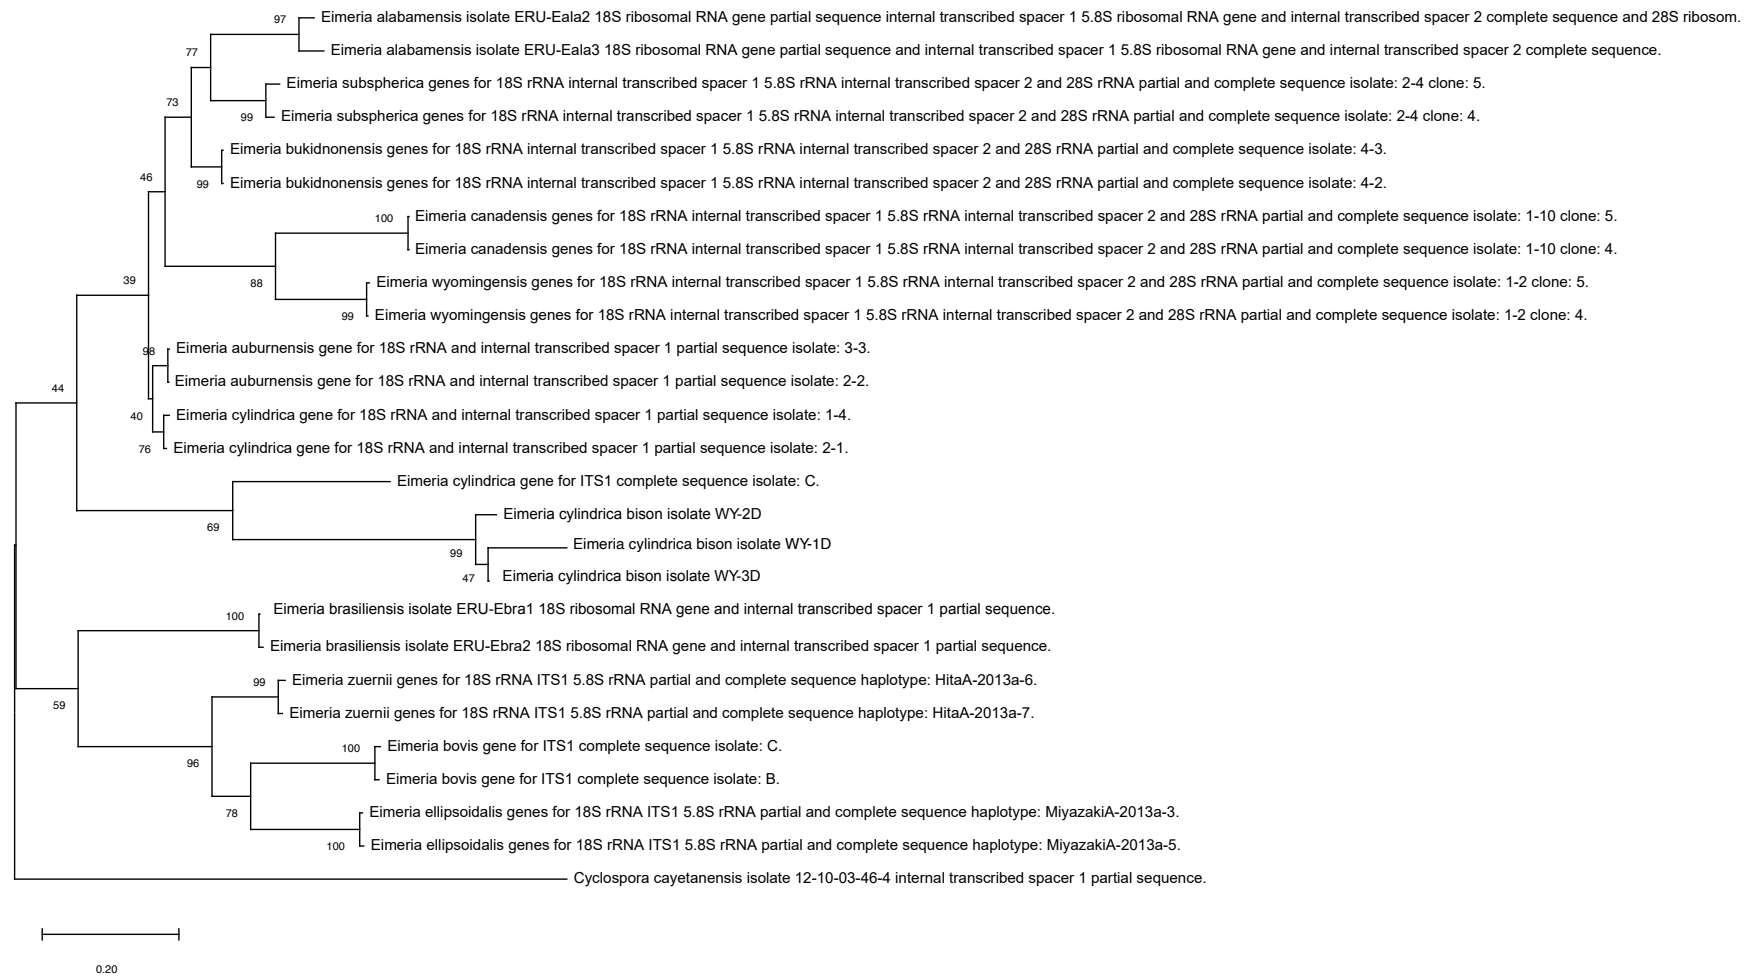 97
Eimeria alabamensis isolate ERU-Eala2 18S ribosomal RNA gene partial sequence internal transcribed spacer 1 5.8S ribosomal RNA gene and internal transcribed spacer 2 complete sequence and 28S ribosom.
77
Eimeria alabamensis isolate ERU-Eala3 18S ribosomal RNA gene partial sequence and internal transcribed spacer 1 5.8S ribosomal RNA gene and internal transcribed spacer 2 complete sequence.
Eimeria subspherica genes for 18S rRNA internal transcribed spacer 1 5.8S rRNA internal transcribed spacer 2 and 28S rRNA partial and complete sequence isolate: 2-4 clone: 5.
73
99
Eimeria subspherica genes for 18S rRNA internal transcribed spacer 1 5.8S rRNA internal transcribed spacer 2 and 28S rRNA partial and complete sequence isolate: 2-4 clone: 4.
Eimeria bukidnonensis genes for 18S rRNA internal transcribed spacer 1 5.8S rRNA internal transcribed spacer 2 and 28S rRNA partial and complete sequence isolate: 4-3.
46
99
Eimeria bukidnonensis genes for 18S rRNA internal transcribed spacer 1 5.8S rRNA internal transcribed spacer 2 and 28S rRNA partial and complete sequence isolate: 4-2.
100
Eimeria canadensis genes for 18S rRNA internal transcribed spacer 1 5.8S rRNA internal transcribed spacer 2 and 28S rRNA partial and complete sequence isolate: 1-10 clone: 5.
Eimeria canadensis genes for 18S rRNA internal transcribed spacer 1 5.8S rRNA internal transcribed spacer 2 and 28S rRNA partial and complete sequence isolate: 1-10 clone: 4.
39
88
Eimeria wyomingensis genes for 18S rRNA internal transcribed spacer 1 5.8S rRNA internal transcribed spacer 2 and 28S rRNA partial and complete sequence isolate: 1-2 clone: 5.
99
Eimeria wyomingensis genes for 18S rRNA internal transcribed spacer 1 5.8S rRNA internal transcribed spacer 2 and 28S rRNA partial and complete sequence isolate: 1-2 clone: 4.
98
Eimeria auburnensis gene for 18S rRNA and internal transcribed spacer 1 partial sequence isolate: 3-3.
44
Eimeria auburnensis gene for 18S rRNA and internal transcribed spacer 1 partial sequence isolate: 2-2.
40
Eimeria cylindrica gene for 18S rRNA and internal transcribed spacer 1 partial sequence isolate: 1-4.
76
Eimeria cylindrica gene for 18S rRNA and internal transcribed spacer 1 partial sequence isolate: 2-1.
Eimeria cylindrica gene for ITS1 complete sequence isolate: C.
69
Eimeria cylindrica bison isolate WY-2D
99
Eimeria cylindrica bison isolate WY-1D
47
Eimeria cylindrica bison isolate WY-3D
100
Eimeria brasiliensis isolate ERU-Ebra1 18S ribosomal RNA gene and internal transcribed spacer 1 partial sequence.
Eimeria brasiliensis isolate ERU-Ebra2 18S ribosomal RNA gene and internal transcribed spacer 1 partial sequence.
99
Eimeria zuernii genes for 18S rRNA ITS1 5.8S rRNA partial and complete sequence haplotype: HitaA-2013a-6.
59
Eimeria zuernii genes for 18S rRNA ITS1 5.8S rRNA partial and complete sequence haplotype: HitaA-2013a-7.
100
Eimeria bovis gene for ITS1 complete sequence isolate: C.
96
Eimeria bovis gene for ITS1 complete sequence isolate: B.
78
Eimeria ellipsoidalis genes for 18S rRNA ITS1 5.8S rRNA partial and complete sequence haplotype: MiyazakiA-2013a-3.
100
Eimeria ellipsoidalis genes for 18S rRNA ITS1 5.8S rRNA partial and complete sequence haplotype: MiyazakiA-2013a-5.
Cyclospora cayetanensis isolate 12-10-03-46-4 internal transcribed spacer 1 partial sequence.
0.20